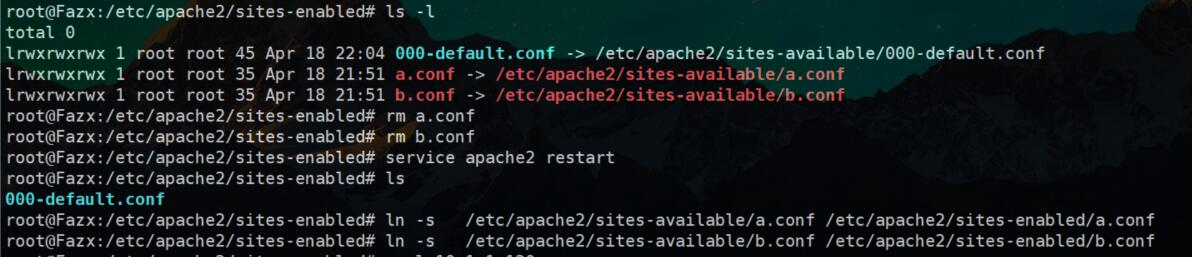 root@Fazx:/etc/apache2/sites-enabled# ls -l
total 0
lrwxrwxrwx 1 root root 45 Apr 18 22:04 000-default.conf -> /etc/apache2/sites-available/000-default.conf
lrwxrwxrwx 1 root root 35 Apr 18 21:51 a.conf -> /etc/apache2/sites-available/a.conf
lrwxrwxrwx 1 root root 35 Apr 18 21:51 b.conf -> /etc/apache2/sites-available/b.conf
root@Fazx:/etc/apache2/sites-enabled# rm a.conf
root@Fazx:/etc/apache2/sites-enabled# rm b.conf
root@Fazx:/etc/apache2/sites-enabled# service apache2 restart
root@Fazx:/etc/apache2/sites-enabled# ls
000-default.conf
root@Fazx:/etc/apache2/sites-enabled# ln -s   /etc/apache2/sites-available/a.conf /etc/apache2/sites-enabled/a.conf
root@Fazx:/etc/apache2/sites-enabled# ln -s   /etc/apache2/sites-available/b.conf /etc/apache2/sites-enabled/b.conf